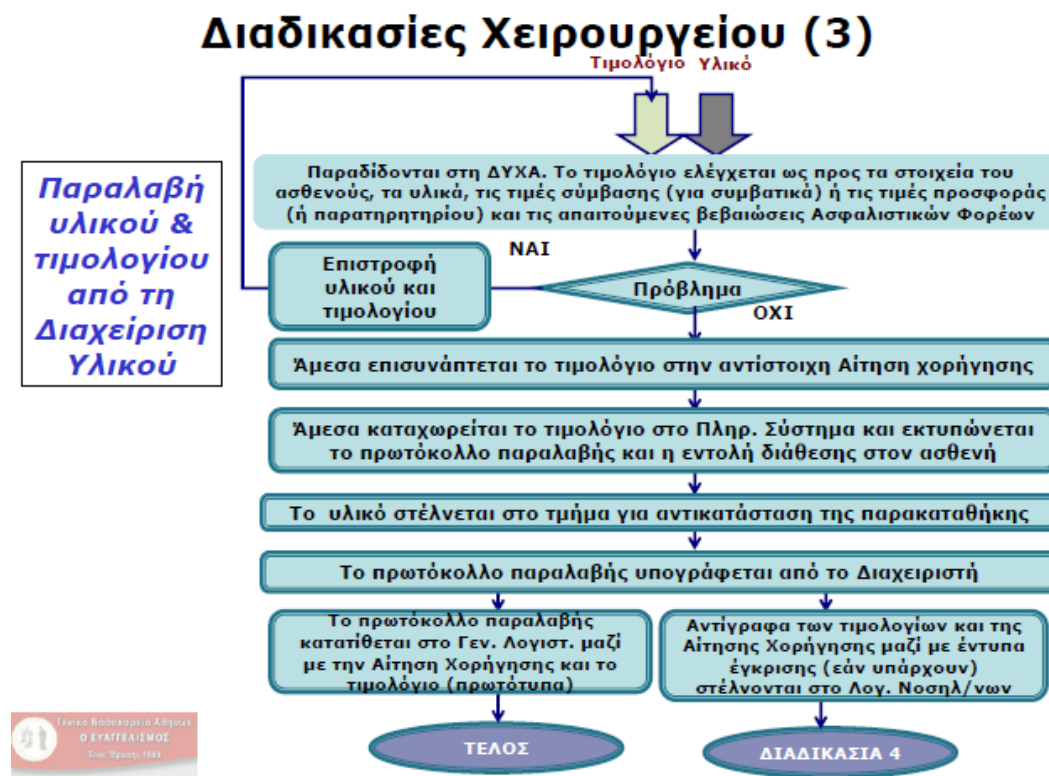 Διαδικασίες Χειρουργείου (3)
Τιμολόγιο Υλικό
Παραλαβή
υλικού &
τιμολογίου
από τη
Διαχείριση
Υλικού
Παραδίδονται στη ΔΥΧΑ. Το τιμολόγιο ελέγχεται ως προς τα στοιχεία του
ασθενούς, τα υλικά, τις τιμές σύμβασης (για συμβατικά) ή τις τιμές προσφοράς
(ή παρατηρητηρίου) και τις απαιτούμενες βεβαιώσεις Ασφαλιστικών Φορέων
ΝΑΙ
Επιστροφή
υλικού και
τιμολογίου
Πρόβλημα
ΟΧΙ
Άμεσα επισυνάπτεται το τιμολόγιο στην αντίστοιχη Αίτηση χορήγησης
Άμεσα καταχωρείται το τιμολόγιο στο Πληρ. Σύστημα και εκτυπώνεται
το πρωτόκολλο παραλαβής και η εντολή διάθεσης στον ασθενή
Το υλικό στέλνεται στο τμήμα για αντικατάσταση της παρακαταθήκης
Το πρωτόκολλο παραλαβής υπογράφεται από το Διαχειριστή
Το πρωτόκολλο παραλαβής
κατατίθεται στο Γεν. Λογιστ. μαζί
με την Αίτηση Χορήγησης και το
τιμολόγιο (πρωτότυπα)
Αντίγραφα των τιμολογίων και της
Αίτησης Χορήγησης μαζί με έντυπα
έγκρισης (εάν υπάρχουν)
στέλνονται στο Λογ. Νοσηλ/νων
ΤΕΛΟΣ
ΔΙΑΔΙΚΑΣΙΑ 4
Γενικό Νοσοκομείο Αθηνών
Ο ΕΥΑΓΓΕΛΙΣΜΟΣ